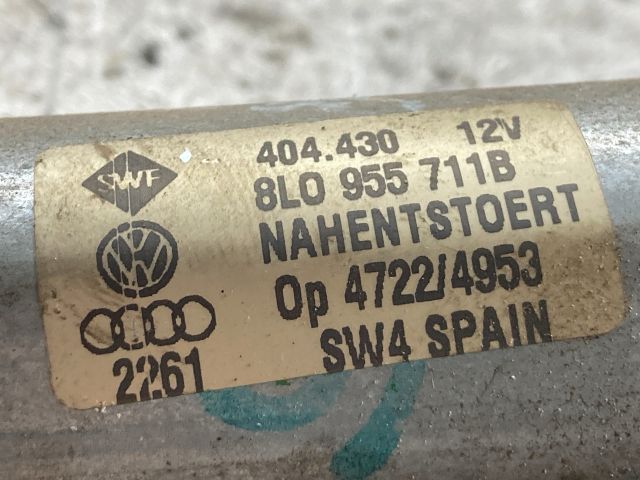 404.430 12V
SWF
8L0 955 711B
NAHENTSTOERT
Op 4722/4953
SW4 SPAIN
2261